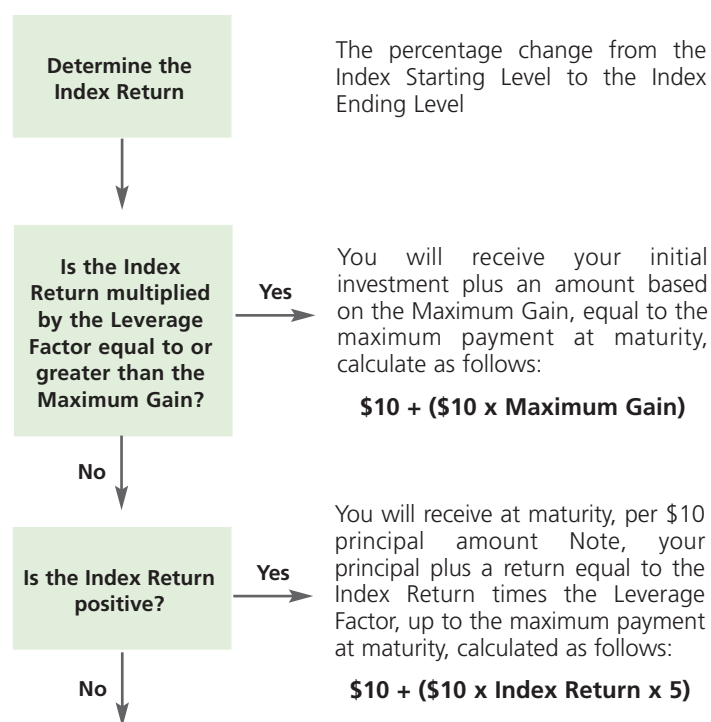 Determine the
Index Return
The percentage change from the
Index Starting Level to the Index
Ending Level
Is the Index
Return multiplied
by the Leverage
Factor equal to or
greater than the
Maximum Gain?
Yes
You will receive your initial
investment plus an amount based
on the Maximum Gain, equal to the
maximum payment at maturity,
calculate as follows:
$10 + ($10 x Maximum Gain)
No
Is the Index Return
positive?
Yes
You will receive at maturity, per $10
principal amount Note, your
principal plus a return equal to the
Index Return times the Leverage
Factor, up to the maximum payment
at maturity, calculated as follows:
$10 + ($10 x Index Return x 5)
No